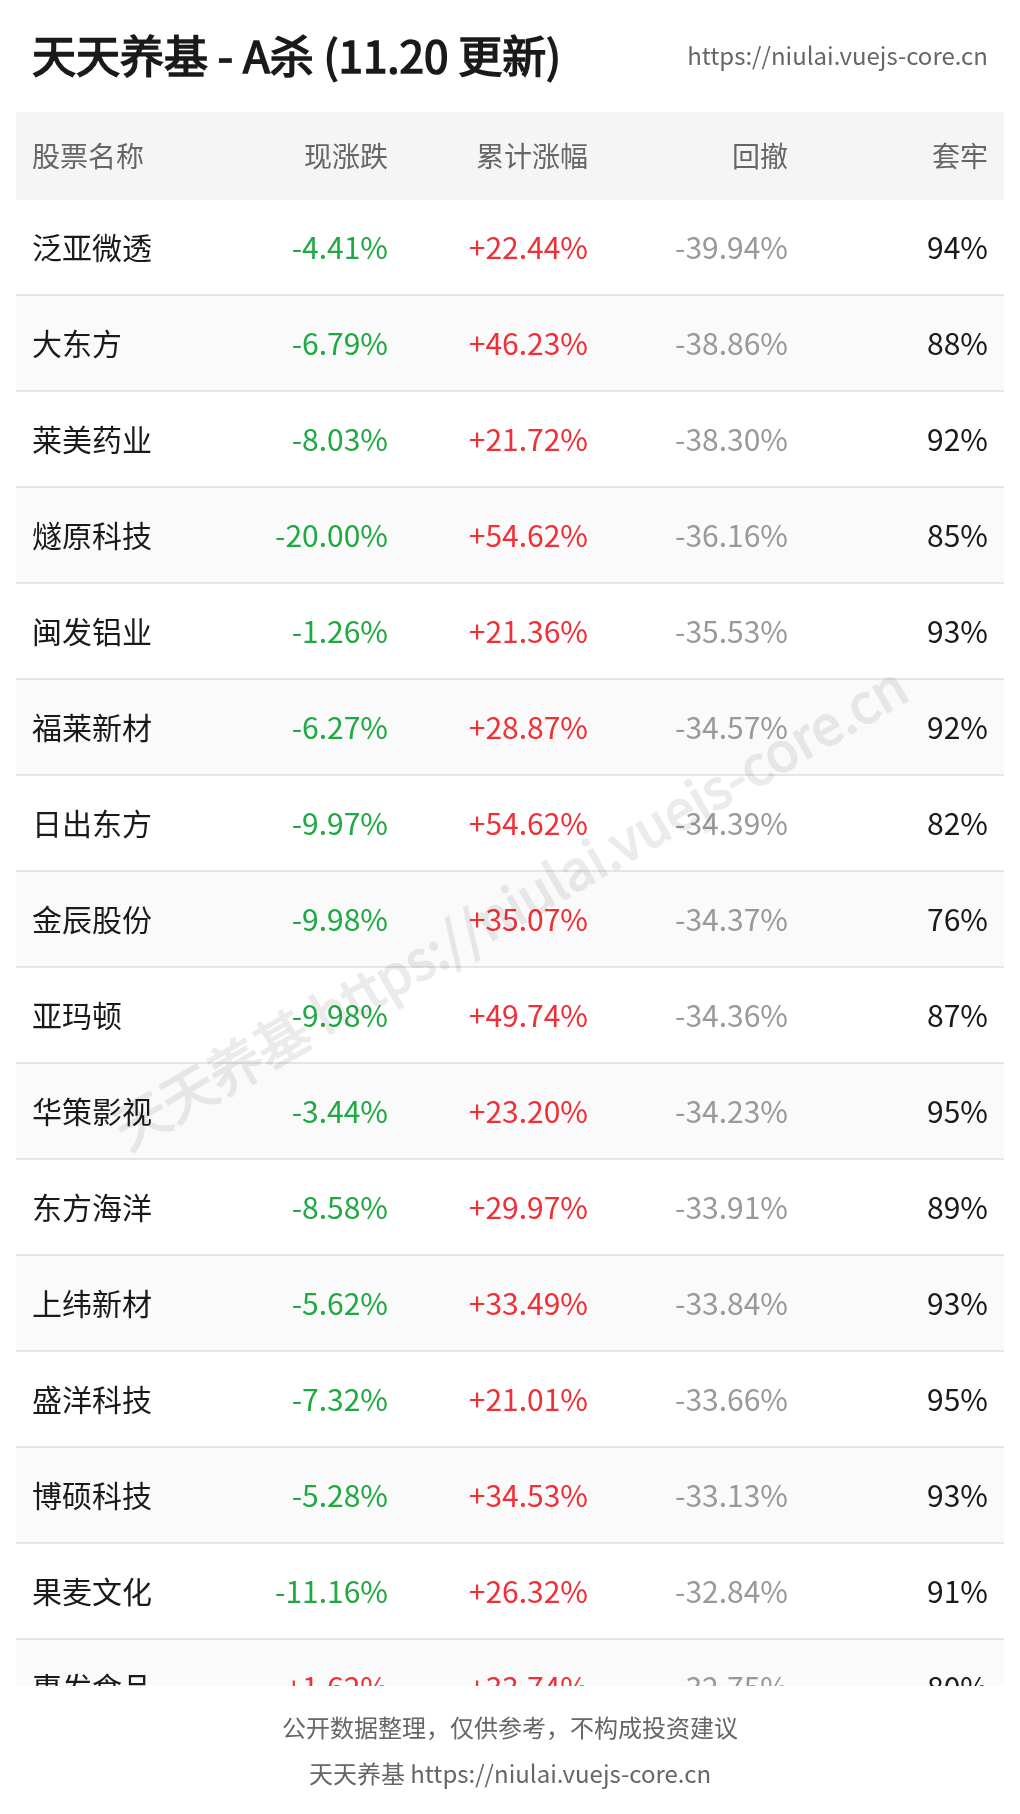 天天养基 - A杀 (11.20 更新) https://niulai.vuejs-core.cn
股票名称 现涨跌 累计涨幅 回撤 套牢
泛亚微透 -4.41% +22.44% -39.94% 94%
大东方 -6.79% +46.23% -38.86% 88%
莱美药业 -8.03% +21.72% -38.30% 92%
燧原科技 -20.00% +54.62% -36.16% 85%
闽发铝业 -1.26% +21.36% -35.53% 93%
福莱新材 -6.27% +28.87% -34.57% 92%
日出东方 -9.97% +54.62% -34.39% 82%
金辰股份 -9.98% +35.07% -34.37% 76%
亚玛顿 -9.98% +49.74% -34.36% 87%
华策影视 -3.44% +23.20% -34.23% 95%
东方海洋 -8.58% +29.97% -33.91% 89%
上纬新材 -5.62% +33.49% -33.84% 93%
盛洋科技 -7.32% +21.01% -33.66% 95%
博硕科技 -5.28% +34.53% -33.13% 93%
果麦文化 -11.16% +26.32% -32.84% 91%
天天养基 https://niulai.vuejs-core.cn
公开数据整理，仅供参考，不构成投资建议
天天养基 https://niulai.vuejs-core.cn